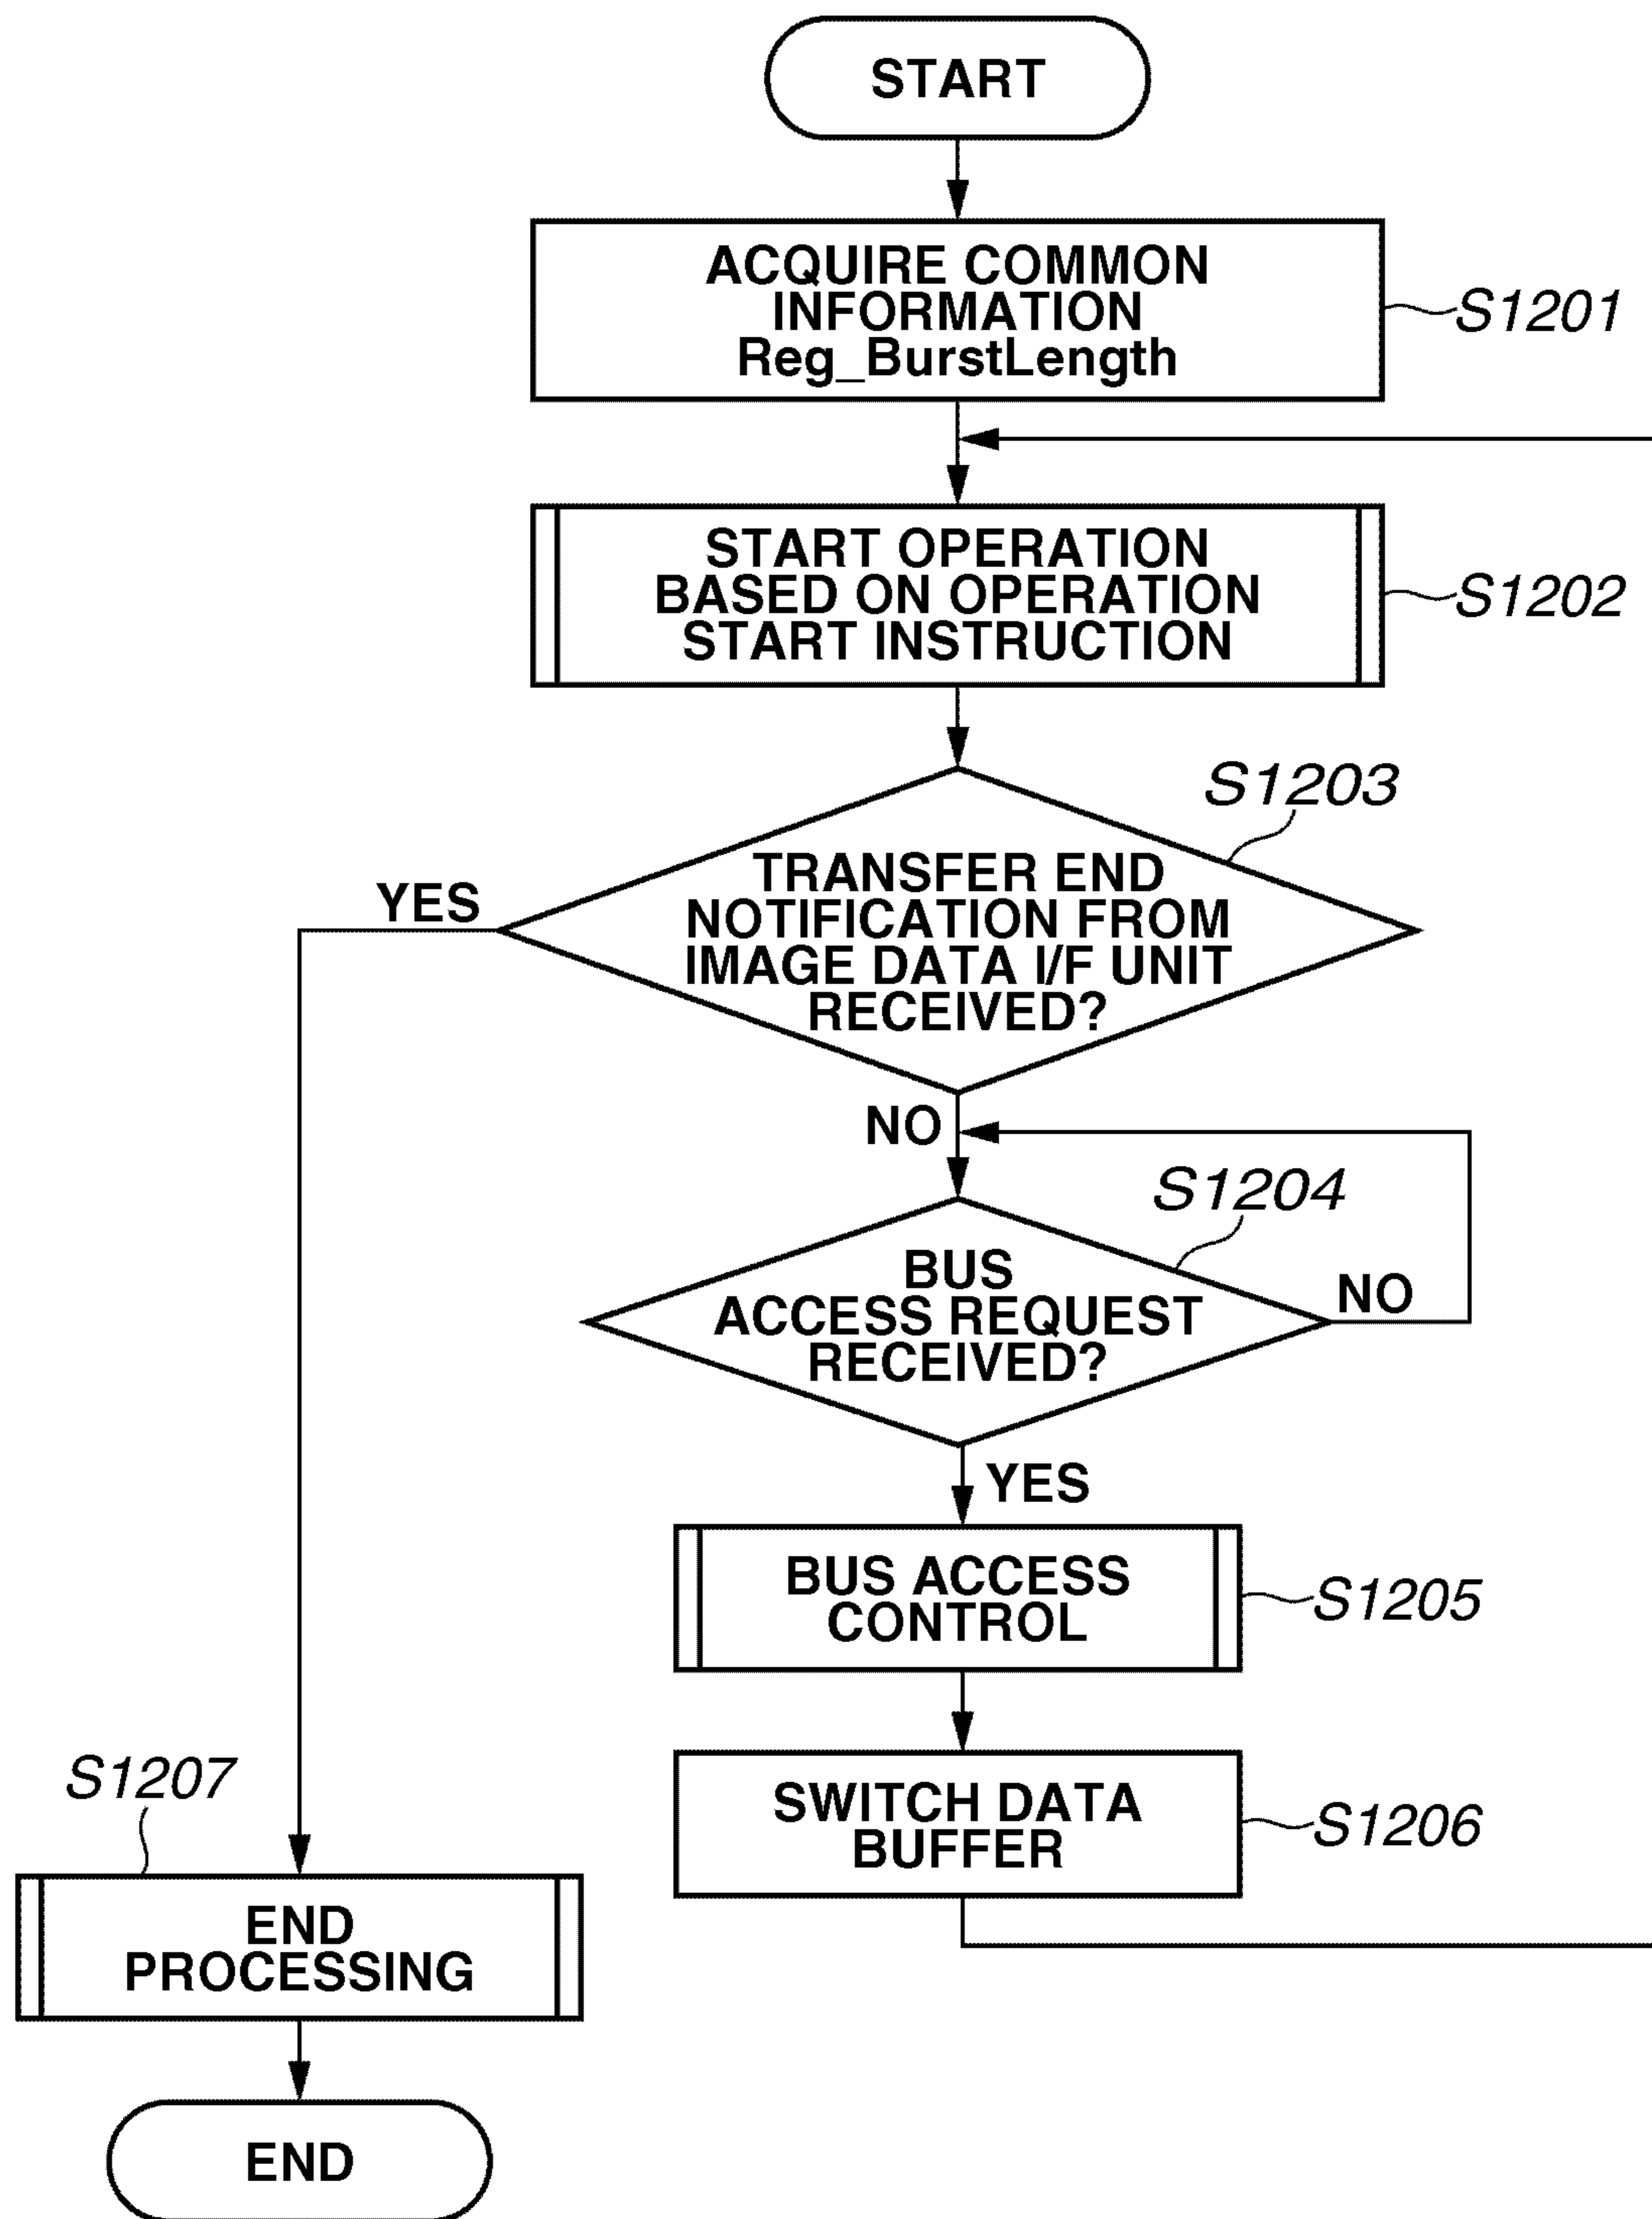 START
ACQUIRE COMMON
INFORMATION
Reg_BurstLength
S1201
START OPERATION
BASED ON OPERATION
START INSTRUCTION
S1202
S1203
TRANSFER END
NOTIFICATION FROM
IMAGE DATA I/F UNIT
RECEIVED?
YES
NO
S1204
BUS
ACCESS REQUEST
RECEIVED?
NO
YES
BUS ACCESS
CONTROL
S1205
SWITCH DATA
BUFFER
S1206
S1207
END
PROCESSING
END